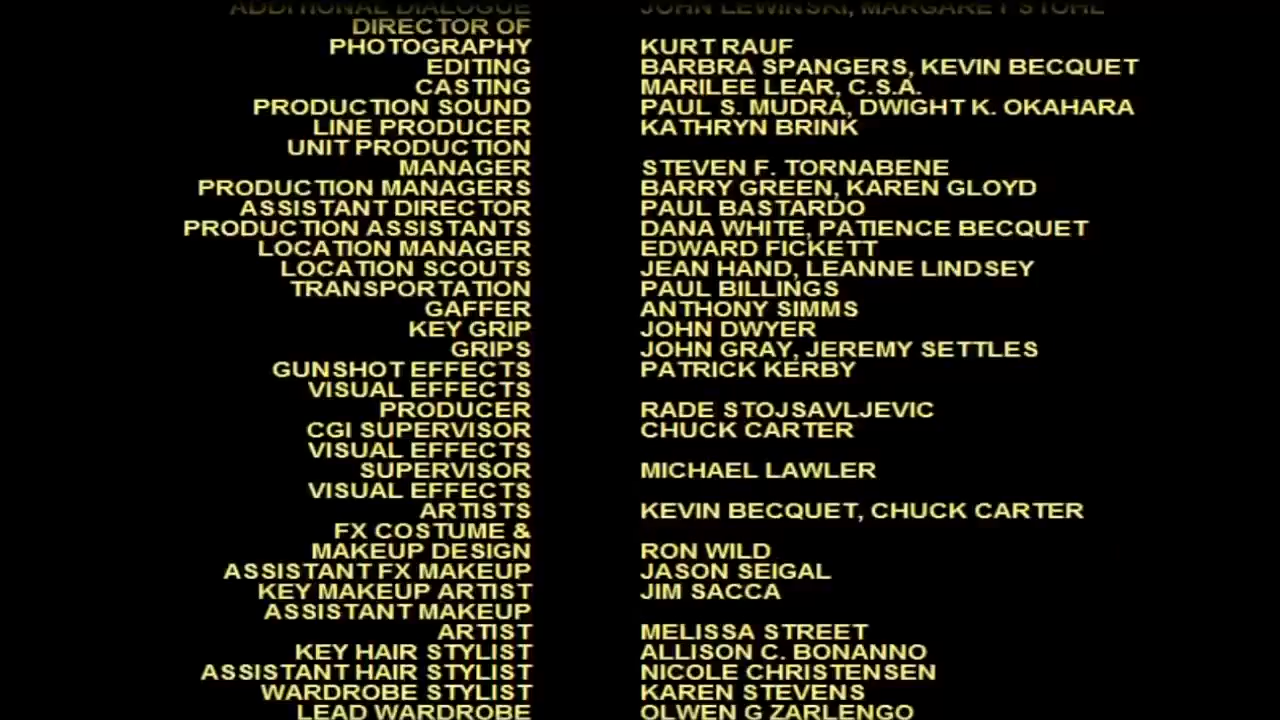 ADDITIONAL DIALOGUE JOHN LEWINSKI, MARGARET STOHL
DIRECTOR OF
PHOTOGRAPHY KURT RAUF
EDITING BARBRA SPANGERS, KEVIN BECQUET
CASTING MARILEE LEAR, C.S.A.
PRODUCTION SOUND PAUL S. MUDRA, DWIGHT K. OKAHARA
LINE PRODUCER KATHRYN BRINK
UNIT PRODUCTION
MANAGER STEVEN F. TORNABENE
PRODUCTION MANAGERS BARRY GREEN, KAREN GLOYD
ASSISTANT DIRECTOR PAUL BASTARDO
PRODUCTION ASSISTANTS DANA WHITE, PATIENCE BECQUET
LOCATION MANAGER EDWARD FICKETT
LOCATION SCOUTS JEAN HAND, LEANNE LINDSEY
TRANSPORTATION PAUL BILLINGS
GAFFER ANTHONY SIMMS
KEY GRIP JOHN DWYER
GRIPS JOHN GRAY, JEREMY SETTLES
GUNSHOT EFFECTS PATRICK KERBY
VISUAL EFFECTS
PRODUCER RADE STOJSAVLJEVIC
CGI SUPERVISOR CHUCK CARTER
VISUAL EFFECTS
SUPERVISOR MICHAEL LAWLER
VISUAL EFFECTS
ARTISTS KEVIN BECQUET, CHUCK CARTER
FX COSTUME &
MAKEUP DESIGN RON WILD
ASSISTANT FX MAKEUP JASON SEIGAL
KEY MAKEUP ARTIST JIM SACCA
ASSISTANT MAKEUP
ARTIST MELISSA STREET
KEY HAIR STYLIST ALLISON C. BONANNO
ASSISTANT HAIR STYLIST NICOLE CHRISTENSEN
WARDROBE STYLIST KAREN STEVENS
LEAD WARDROBE OLWEN G ZARLENGO